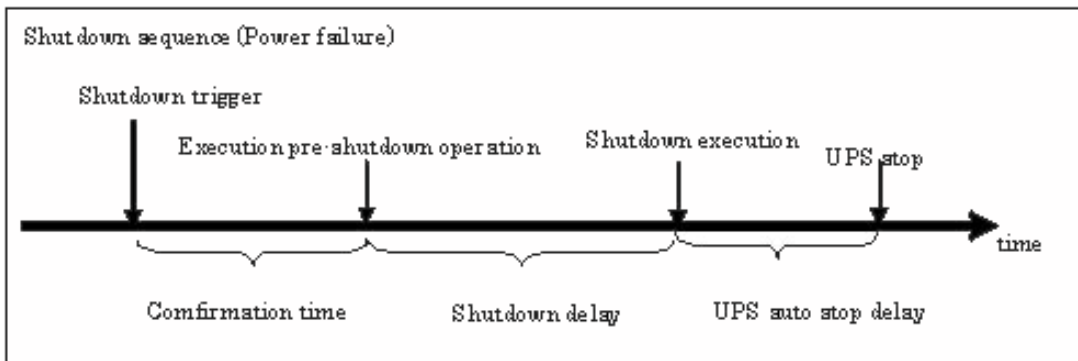 Shutdown sequence (Power failure)
Shutdown trigger
Execution pre-shutdown operation
Shutdown execution
UPS stop
time
Comfirmation time
Shutdown delay
UPS auto stop delay